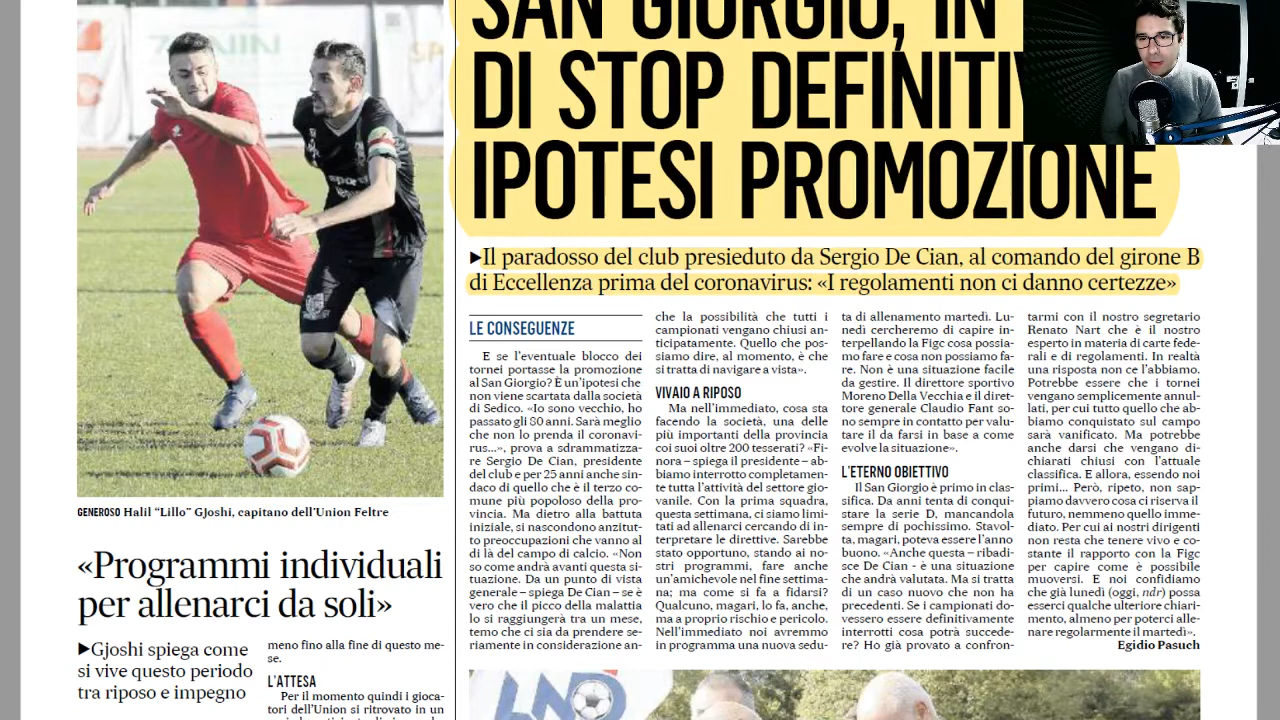 SAN GIORGIO, IN
DI STOP DEFINITIV
IPOTESI PROMOZIONE
▶Il paradosso del club presieduto da Sergio De Cian, al comando del girone B
di Eccellenza prima del coronavirus: «I regolamenti non ci danno certezze»
GENEROSO Halil “Lillo” Gjoshi, capitano dell'Union Feltre
«Programmi individuali
per allenarci da soli»
▶Gjoshi spiega come
si vive questo periodo
tra riposo e impegno
meno fino alla fine di questo me-
se.
L'ATTESA
Per il momento quindi i gioca-
tori dell'Union si ritrovato in un
LE CONSEGUENZE
E se l'eventuale blocco dei
tornei portasse la promozione
al San Giorgio? È un'ipotesi che
non viene scartata dalla società
di Sedico. «Io sono vecchio, ho
passato gli 80 anni. Sarà meglio
che non lo prenda il coronavi-
rus...», prova a sdrammatizza-
re Sergio De Cian, presidente
del club e per 25 anni anche sin-
daco di quello che è il terzo co-
mune più popoloso della pro-
vincia. Ma dietro alla battuta
iniziale, si nascondono anzitut-
to preoccupazioni che vanno al
di là del campo di calcio. «Non
so come andrà avanti questa si-
tuazione. Da un punto di vista
generale – spiega De Cian – se è
vero che il picco della malattia
lo si raggiungerà tra un mese,
temo che ci sia da prendere se-
riamente in considerazione an-
che la possibilità che tutti i
campionati vengano chiusi an-
ticipatamente. Quello che pos-
siamo dire, al momento, è che
si tratta di navigare a vista».
VIVAIO A RIPOSO
Ma nell'immediato, cosa sta
facendo la società, una delle
più importanti della provincia
coi suoi oltre 200 tesserati? «Fi-
nora – spiega il presidente – ab-
biamo interrotto completamen-
te tutta l'attività del settore gio-
vanile. Con la prima squadra,
questa settimana, ci siamo limi-
tati ad allenarci cercando di in-
terpretare le direttive. Sarebbe
stato opportuno, stando ai no-
stri programmi, fare anche
un'amichevole nel fine settima-
na; ma come si fa a fidarsi?
Qualcuno, magari, lo fa, anche,
ma a proprio rischio e pericolo.
Nell'immediato noi avremmo
in programma una nuova sedu-
ta di allenamento martedì. Lu-
nedì cercheremo di capire in-
terpellando la Figc cosa possia-
mo fare e cosa non possiamo fa-
re. Non è una situazione facile
da gestire. Il direttore sportivo
Moreno Della Vecchia e il diret-
tore generale Claudio Fant so-
no sempre in contatto per valu-
tare il da farsi in base a come
evolve la situazione».
L'ETERNO OBIETTIVO
Il San Giorgio è primo in clas-
sifica. Da anni tenta di conqui-
stare la serie D, mancandola
sempre di pochissimo. Stavol-
ta, magari, poteva essere l'anno
buono. «Anche questa – ribadi-
sce De Cian - è una situazione
che andrà valutata. Ma si tratta
di un caso nuovo che non ha
precedenti. Se i campionati do-
vessero essere definitivamente
interrotti cosa potrà succede-
re? Ho già provato a confron-
tarmi con il nostro segretario
Renato Nart che è il nostro
esperto in materia di carte fede-
rali e di regolamenti. In realtà
una risposta non ce l'abbiamo.
Potrebbe essere che i tornei
vengano semplicemente annul-
lati, per cui tutto quello che ab-
biamo conquistato sul campo
sarà vanificato. Ma potrebbe
anche darsi che vengano di-
chiarati chiusi con l'attuale
classifica. E allora, essendo noi
primi... Però, ripeto, non sap-
piamo davvero cosa ci riserva il
futuro, nemmeno quello imme-
diato. Per cui ai nostri dirigenti
non resta che tenere vivo e co-
stante il rapporto con la Figc
per capire come è possibile
muoversi. E noi confidiamo
che già lunedì (oggi, ndr) possa
esserci qualche ulteriore chiari-
mento, almeno per poterci alle-
nare regolarmente il martedì».
Egidio Pasuch
LND